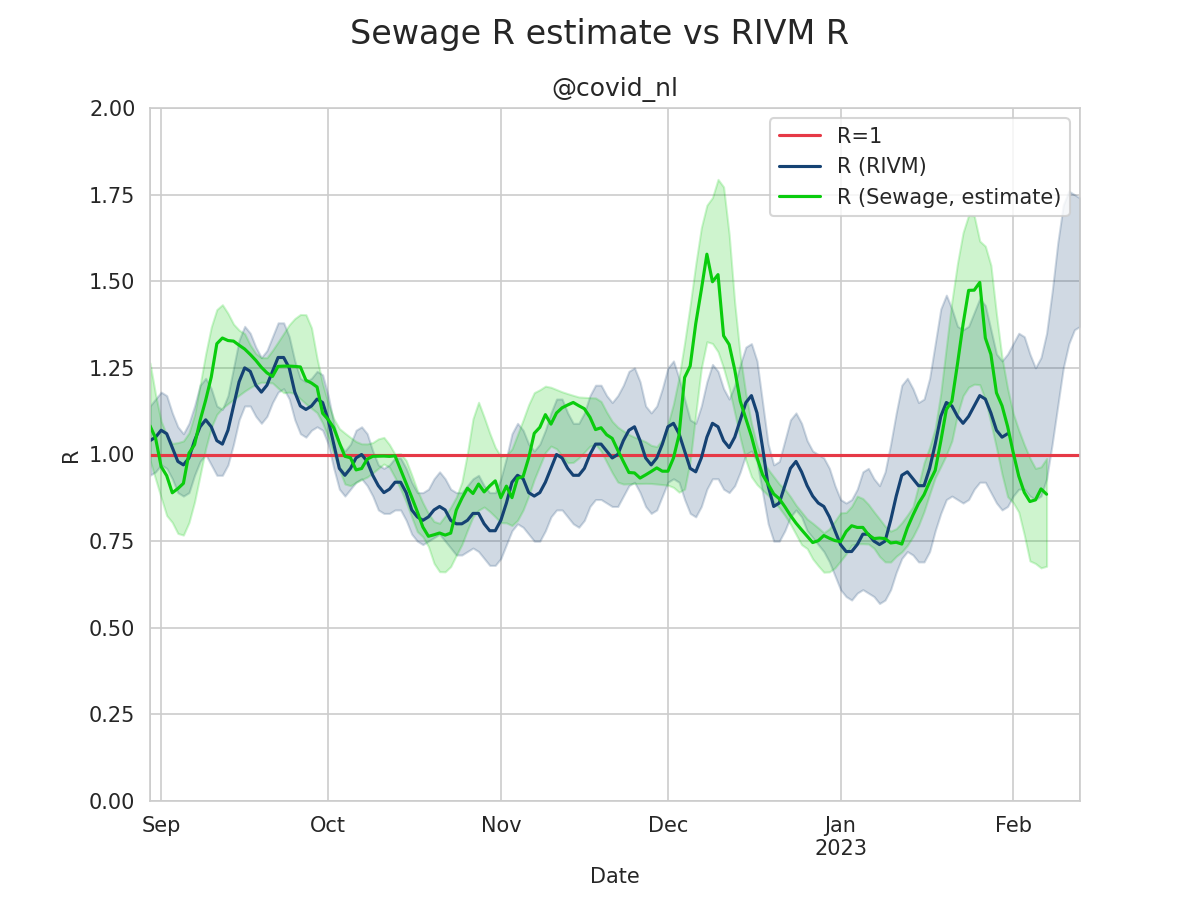 Sewage R estimate vs RIVM R
@covid_nl
2.00
1.75
1.50
1.25
1.00
0.75
0.50
0.25
0.00
R
R=1
R (RIVM)
R (Sewage, estimate)
Sep
Oct
Nov
Dec
Jan
2023
Feb
Date